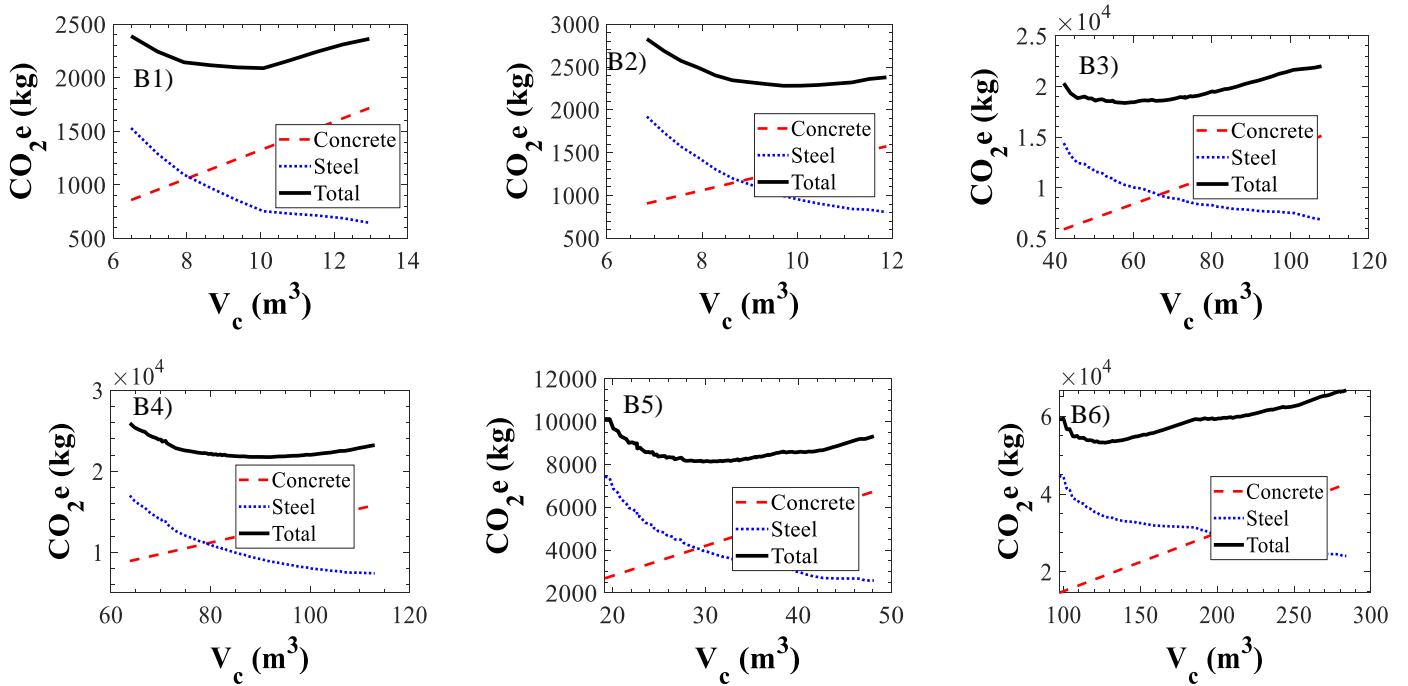 2500
2000
1500
1000
500
CO2e (kg)
B1)
Concrete
Steel
Total
6 8 10 12 14
Vc (m3)
3000
2500
2000
1500
1000
500
CO2e (kg)
B2)
Concrete
Steel
Total
6 8 10 12
Vc (m3)
×10^4
2.5
2
1.5
1
0.5
CO2e (kg)
B3)
Concrete
Steel
Total
40 60 80 100 120
Vc (m3)
×10^4
3
2
1
CO2e (kg)
B4)
Concrete
Steel
Total
60 80 100 120
Vc (m3)
12000
10000
8000
6000
4000
2000
CO2e (kg)
B5)
Concrete
Steel
Total
20 30 40 50
Vc (m3)
×10^4
6
4
2
CO2e (kg)
B6)
Concrete
Steel
Total
100 150 200 250 300
Vc (m3)